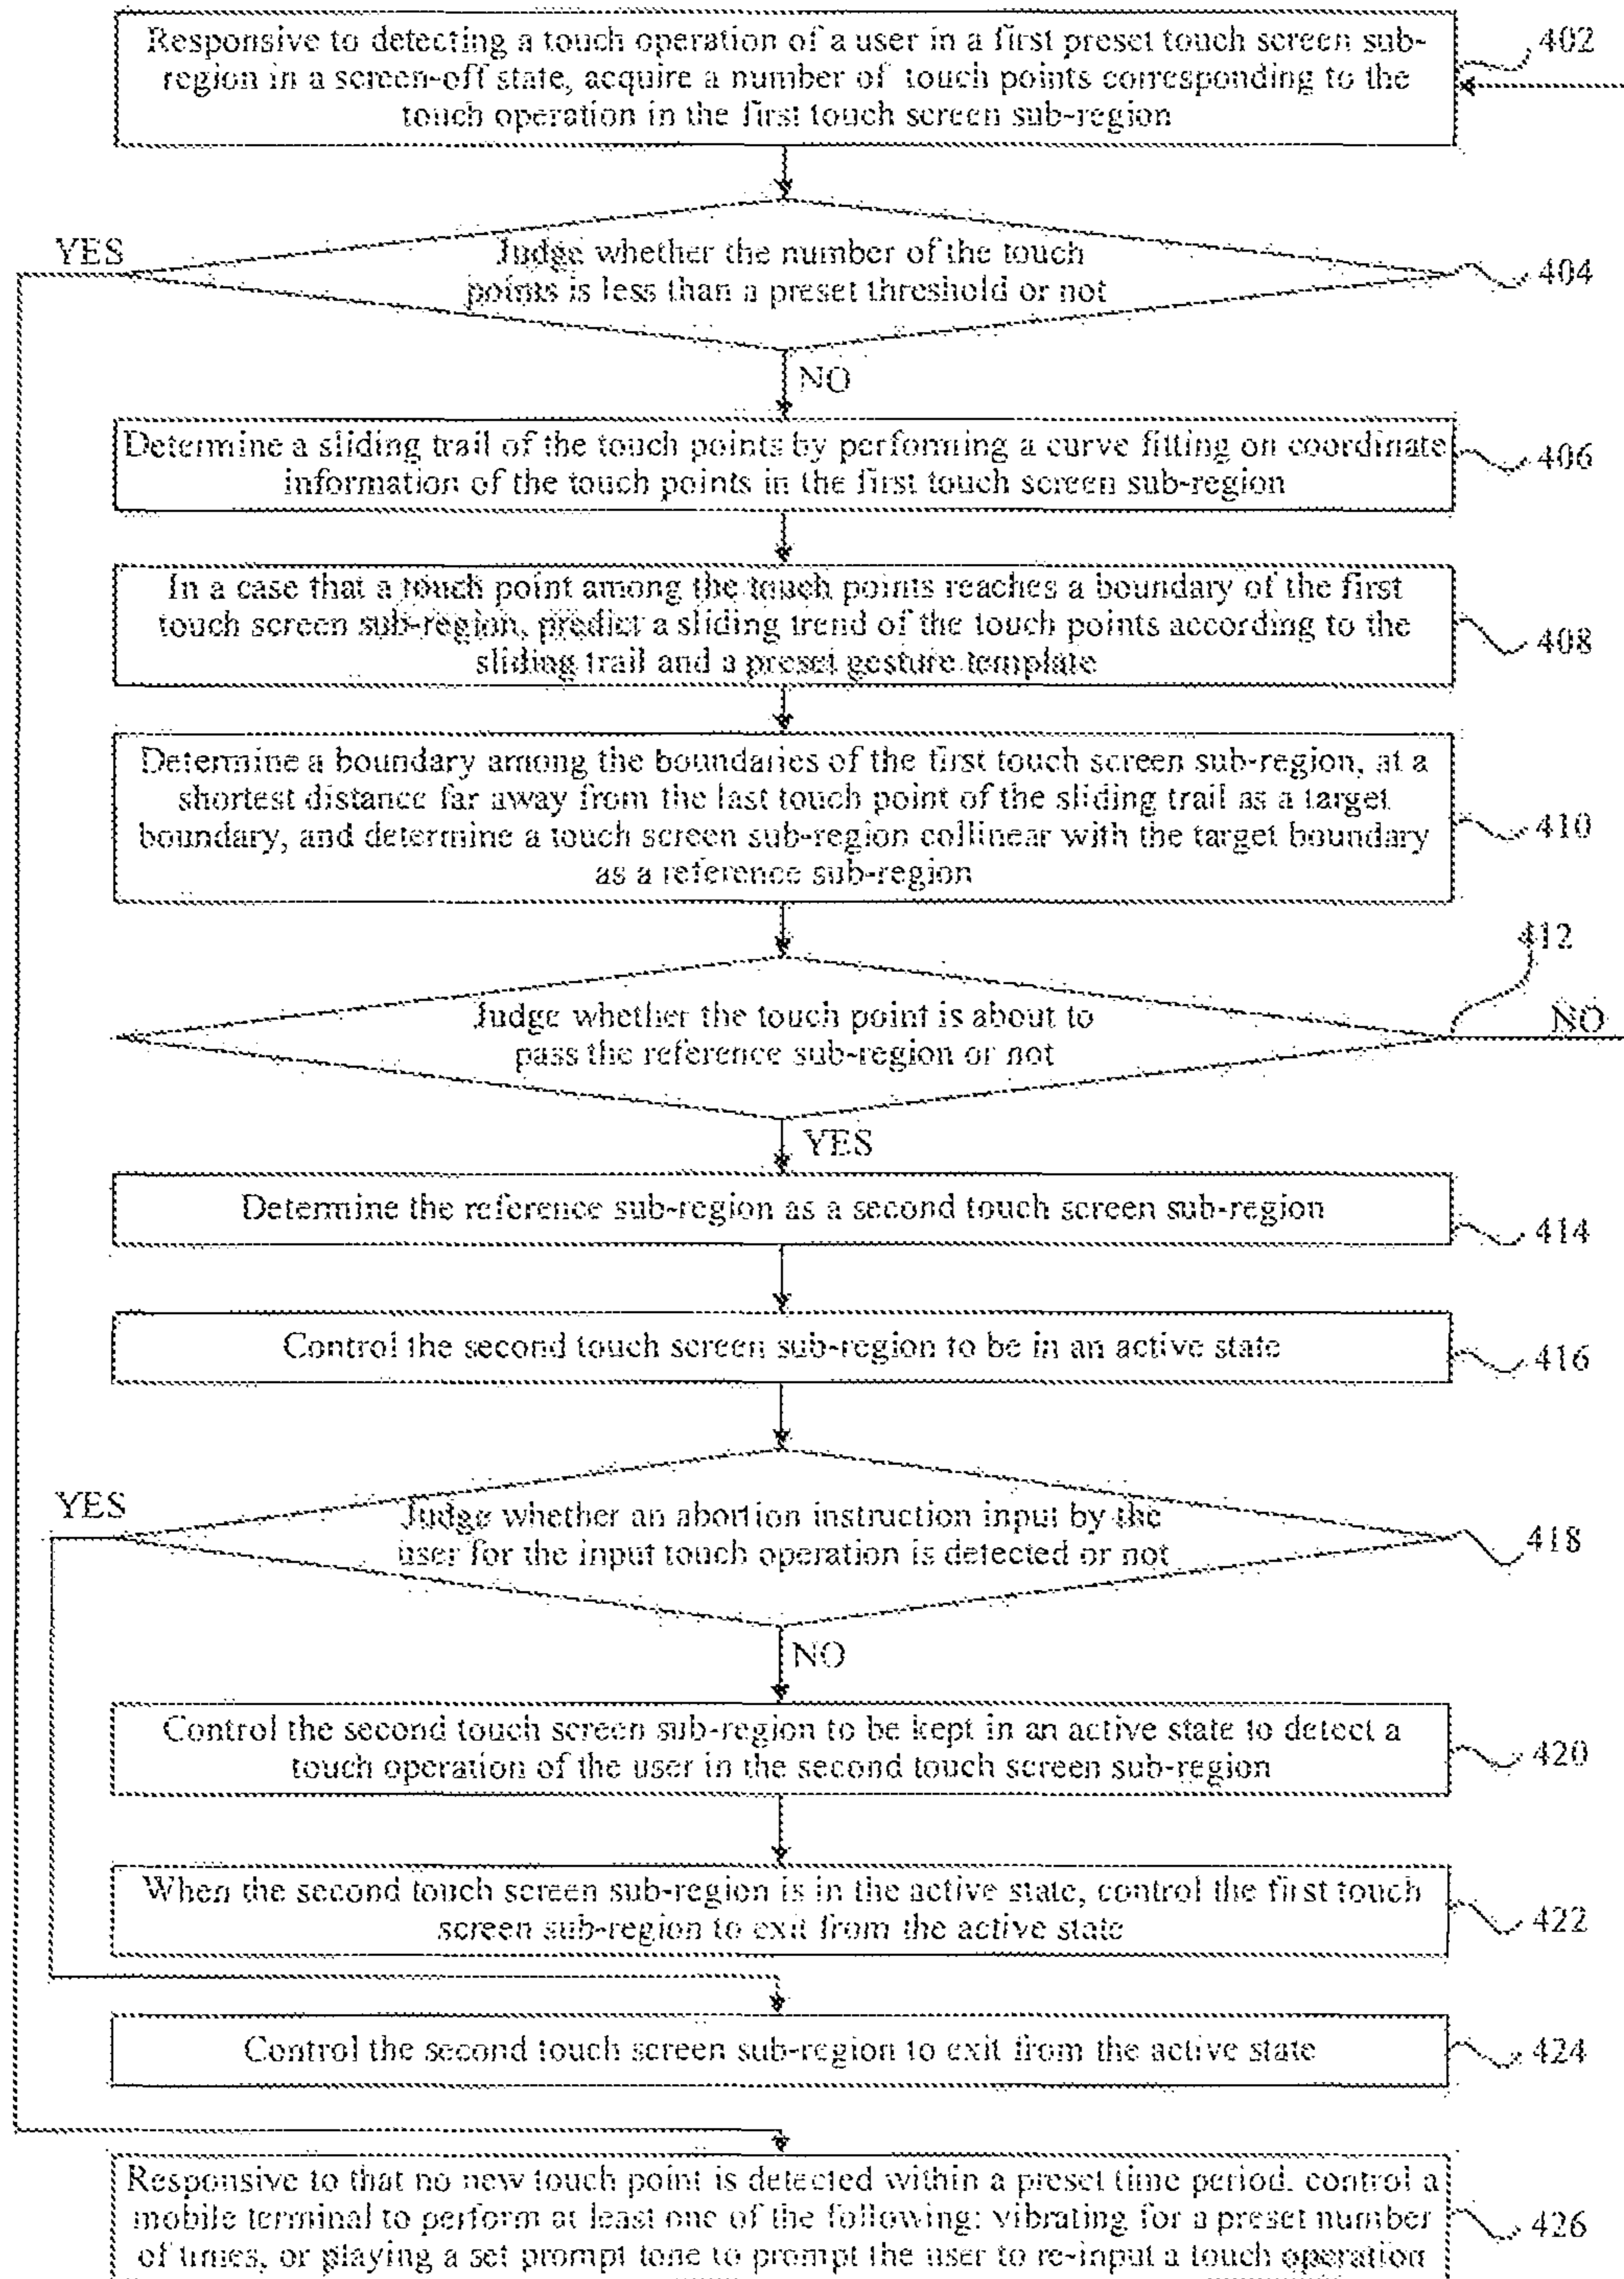 Responsive to detecting a touch operation of a user in a first preset touch screen sub-
region in a screen-off state, acquire a number of touch points corresponding to the
touch operation in the first touch screen sub-region
402
YES
Judge whether the number of the touch
points is less than a preset threshold or not
404
NO
Determine a sliding trail of the touch points by performing a curve fitting on coordinate
information of the touch points in the first touch screen sub-region
406
In a case that a touch point among the touch points reaches a boundary of the first
touch screen sub-region, predict a sliding trend of the touch points according to the
sliding trail and a preset gesture template
408
Determine a boundary among the boundaries of the first touch screen sub-region, at a
shortest distance far away from the last touch point of the sliding trail as a target
boundary, and determine a touch screen sub-region collinear with the target boundary
as a reference sub-region
410
412
Judge whether the touch point is about to
pass the reference sub-region or not
NO
YES
Determine the reference sub-region as a second touch screen sub-region
414
Control the second touch screen sub-region to be in an active state
416
YES
Judge whether an abortion instruction input by the
user for the input touch operation is detected or not
418
NO
Control the second touch screen sub-region to be kept in an active state to detect a
touch operation of the user in the second touch screen sub-region
420
When the second touch screen sub-region is in the active state, control the first touch
screen sub-region to exit from the active state
422
Control the second touch screen sub-region to exit from the active state
424
Responsive to that no new touch point is detected within a preset time period, control a
mobile terminal to perform at least one of the following: vibrating for a preset number
of times, or playing a set prompt tone to prompt the user to re-input a touch operation
426